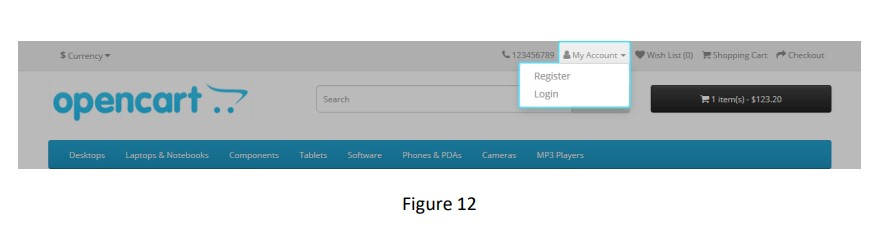 $ Currency
123456789 My Account Wish List (0) Shopping Cart Checkout
Register
Login
opencart
Search
1 item(s) - $123.20
Desktops Laptops & Notebooks Components Tablets Software Phones & PDAs Cameras MP3 Players
Figure 12